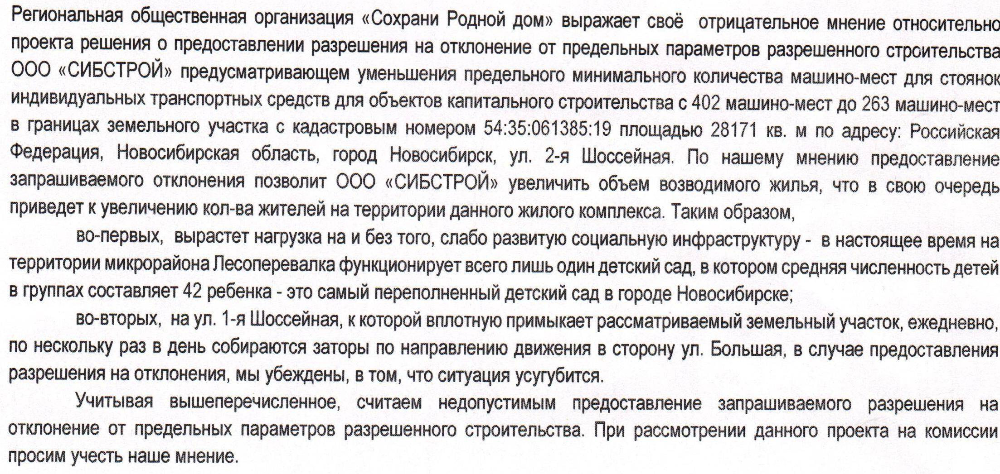 Региональная общественная организация «Сохрани Родной дом» выражает своё отрицательное мнение относительно
проекта решения о предоставлении разрешения на отклонение от предельных параметров разрешенного строительства
ООО «СИБСТРОЙ» предусматривающем уменьшения предельного минимального количества машино-мест для стоянок
индивидуальных транспортных средств для объектов капитального строительства с 402 машино-мест до 263 машино-мест
в границах земельного участка с кадастровым номером 54:35:061385:19 площадью 28171 кв. м по адресу: Российская
Федерация, Новосибирская область, город Новосибирск, ул. 2-я Шоссейная. По нашему мнению предоставление
запрашиваемого отклонения позволит ООО «СИБСТРОЙ» увеличить объем возводимого жилья, что в свою очередь
приведет к увеличению кол-ва жителей на территории данного жилого комплекса. Таким образом,
во-первых, вырастет нагрузка на и без того, слабо развитую социальную инфраструктуру - в настоящее время на
территории микрорайона Лесоперевалка функционирует всего лишь один детский сад, в котором средняя численность детей
в группах составляет 42 ребенка - это самый переполненный детский сад в городе Новосибирске;
во-вторых, на ул. 1-я Шоссейная, к которой вплотную примыкает рассматриваемый земельный участок, ежедневно,
по нескольку раз в день собираются заторы по направлению движения в сторону ул. Большая, в случае предоставления
разрешения на отклонения, мы убеждены, в том, что ситуация усугубится.
Учитывая вышеперечисленное, считаем недопустимым предоставление запрашиваемого разрешения на
отклонение от предельных параметров разрешенного строительства. При рассмотрении данного проекта на комиссии
просим учесть наше мнение.